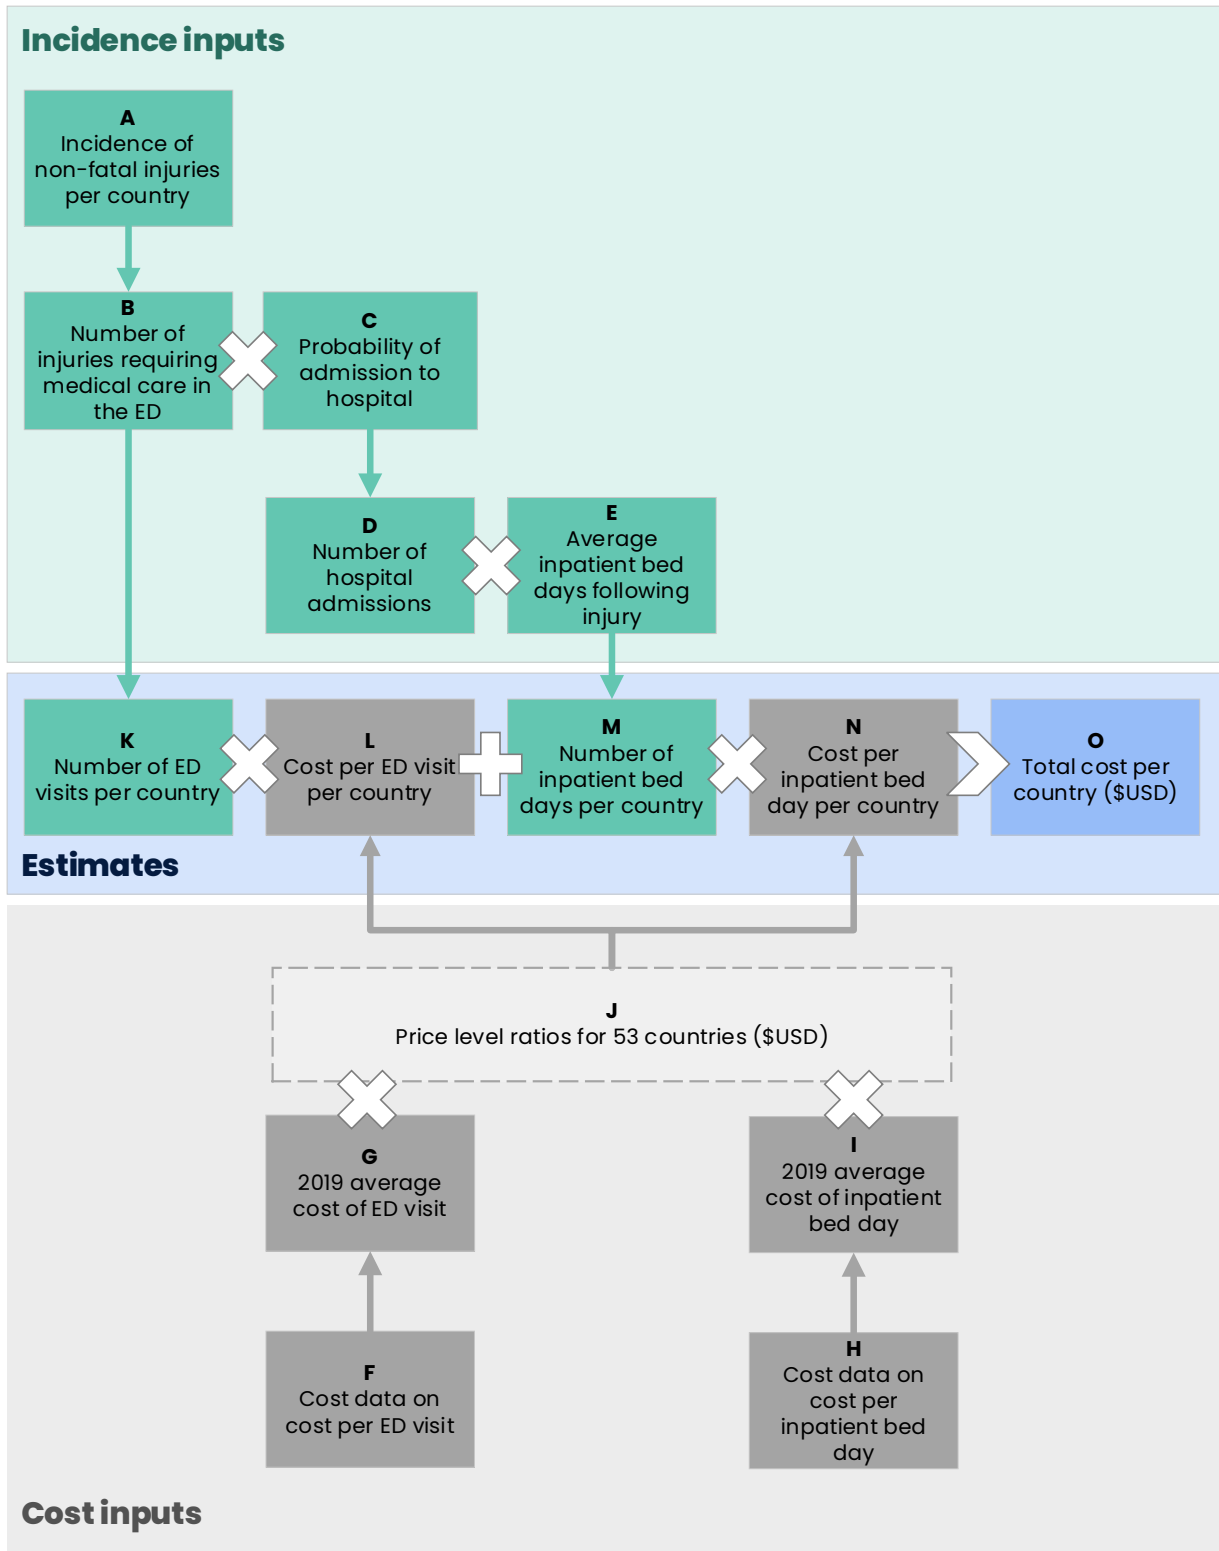 Incidence inputs
A
Incidence of
non-fatal injuries
per country
B
Number of
injuries requiring
medical care in
the ED
C
Probability of
admission to
hospital
D
Number of
hospital
admissions
E
Average
inpatient bed
days following
injury
K
Number of ED
visits per country
L
Cost per ED visit
per country
M
Number of
inpatient bed
days per country
N
Cost per
inpatient bed
day per country
O
Total cost per
country ($USD)
Estimates
J
Price level ratios for 53 countries ($USD)
G
2019 average
cost of ED visit
I
2019 average
cost of inpatient
bed day
F
Cost data on
cost per ED visit
H
Cost data on
cost per
inpatient bed
day
Cost inputs